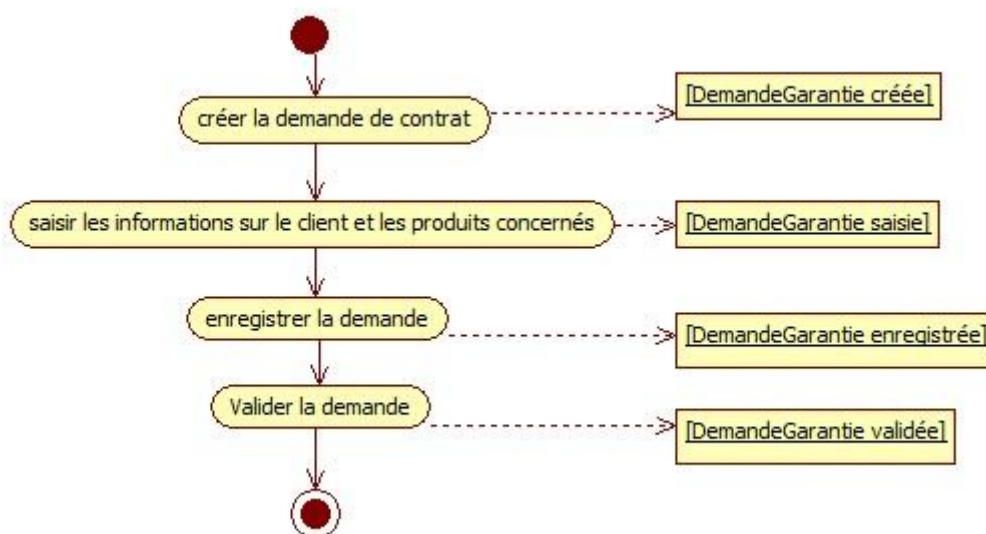 créer la demande de contrat
[DemandeGarantie créée]
saisir les informations sur le client et les produits concernés
[DemandeGarantie saisie]
enregistrer la demande
[DemandeGarantie enregistrée]
Valider la demande
[DemandeGarantie validée]